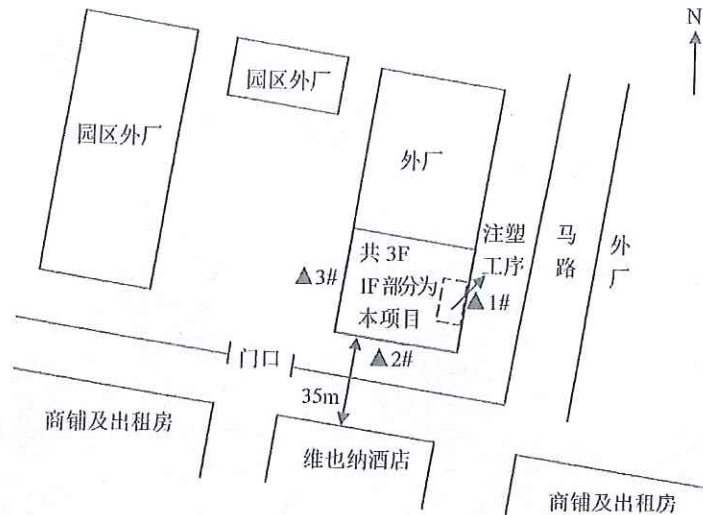 N
园区外厂
园区外厂
外厂
注塑
工序
马路
外厂
共 3F
1F 部分为
本项目
▲3#
▲1#
▲2#
门口
35m
商铺及出租房
维也纳酒店
商铺及出租房